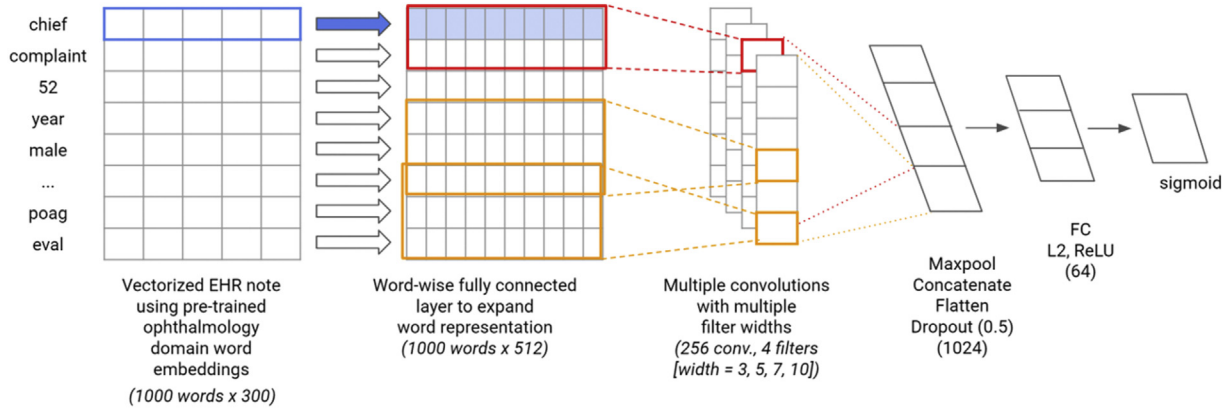 chief
complaint
52
year
male
...
poag
eval
Vectorized EHR note
using pre-trained
ophthalmology
domain word
embeddings
(1000 words x 300)
Word-wise fully connected
layer to expand
word representation
(1000 words x 512)
Multiple convolutions
with multiple
filter widths
(256 conv., 4 filters
[width = 3, 5, 7, 10])
Maxpool
Concatenate
Flatten
Dropout (0.5)
(1024)
FC
L2, ReLU
(64)
sigmoid